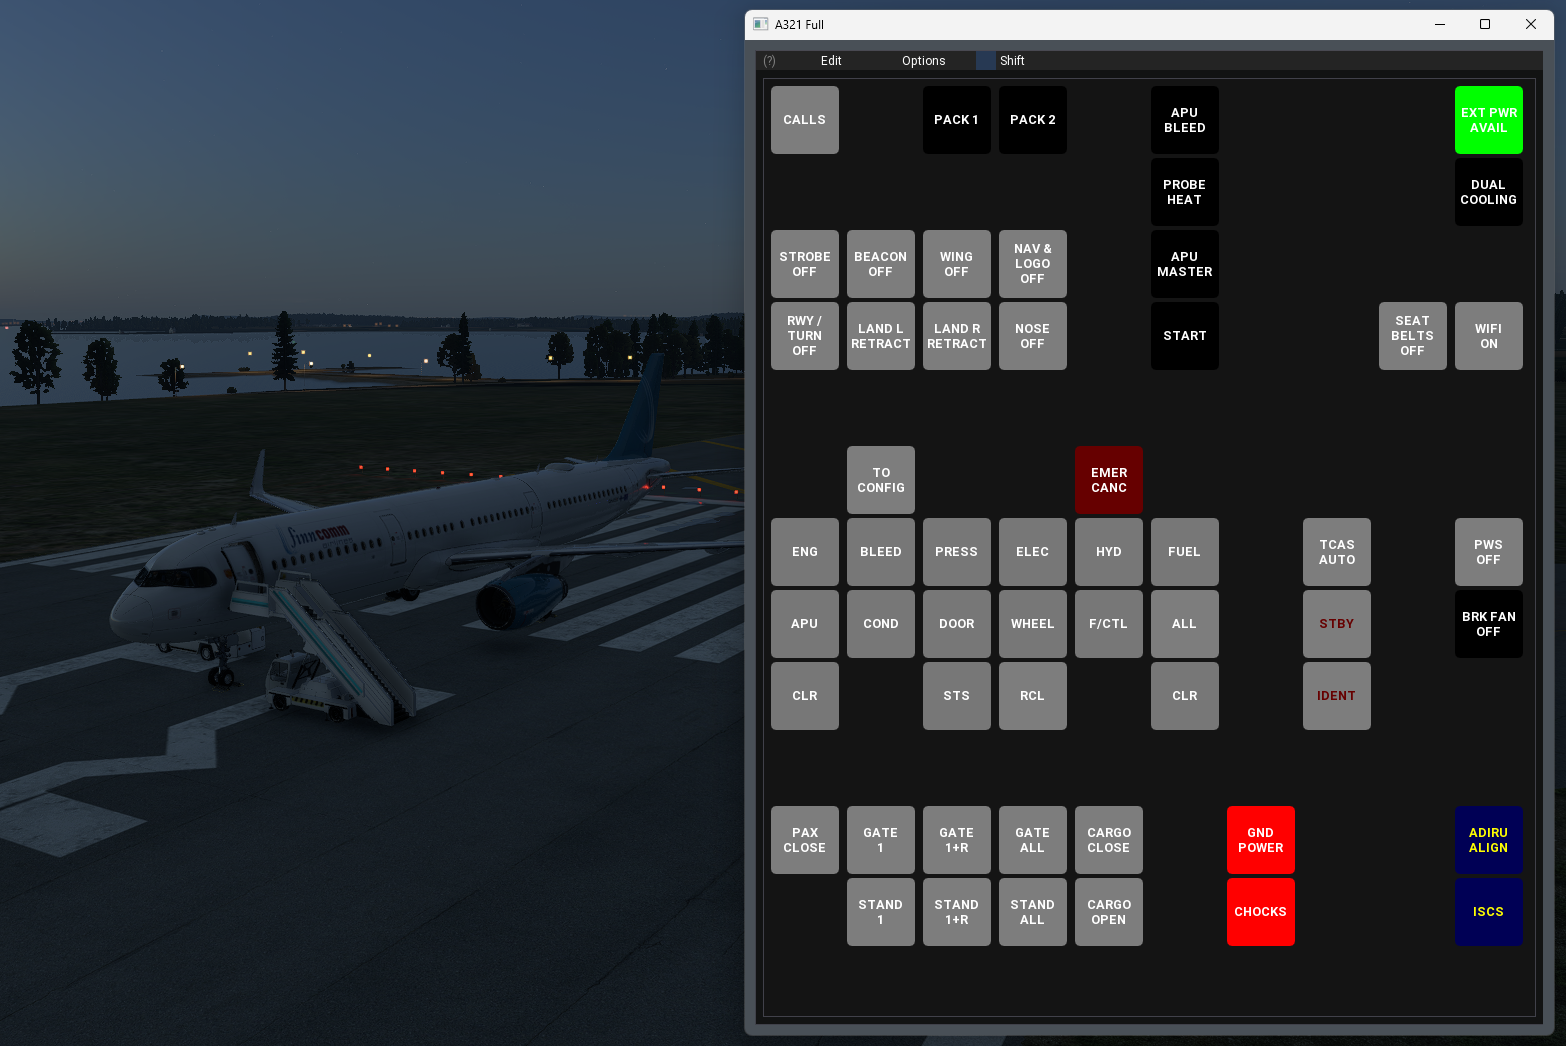 A321 Full
(?) Edit Options Shift
CALLS
PACK 1
PACK 2
APU
BLEED
EXT PWR
AVAIL
PROBE
HEAT
DUAL
COOLING
STROBE
OFF
BEACON
OFF
WING
OFF
NAV &
LOGO
OFF
APU
MASTER
RWY /
TURN
OFF
LAND L
RETRACT
LAND R
RETRACT
NOSE
OFF
START
SEAT
BELTS
OFF
WIFI
ON
TO
CONFIG
EMER
CANC
ENG
BLEED
PRESS
ELEC
HYD
FUEL
TCAS
AUTO
PWS
OFF
APU
COND
DOOR
WHEEL
F/CTL
ALL
STBY
BRK FAN
OFF
CLR
STS
RCL
CLR
IDENT
PAX
CLOSE
GATE
1
GATE
1+R
GATE
ALL
CARGO
CLOSE
GND
POWER
ADIRU
ALIGN
STAND
1
STAND
1+R
STAND
ALL
CARGO
OPEN
CHOCKS
ISCS
finncomm